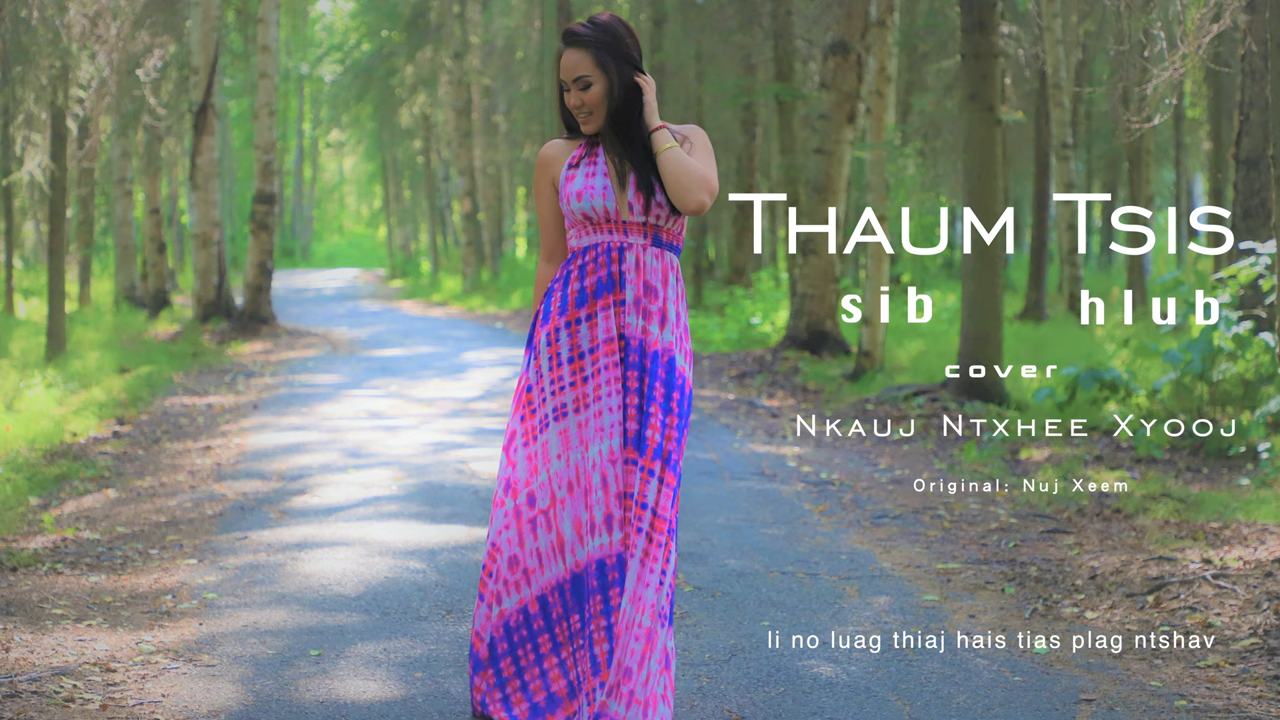 Thaum Tsis
sib hlub
cover
Nkauj Ntxhee Xyooj
Original: Nuj Xeem
li no luag thiaj hais tias plag ntshav